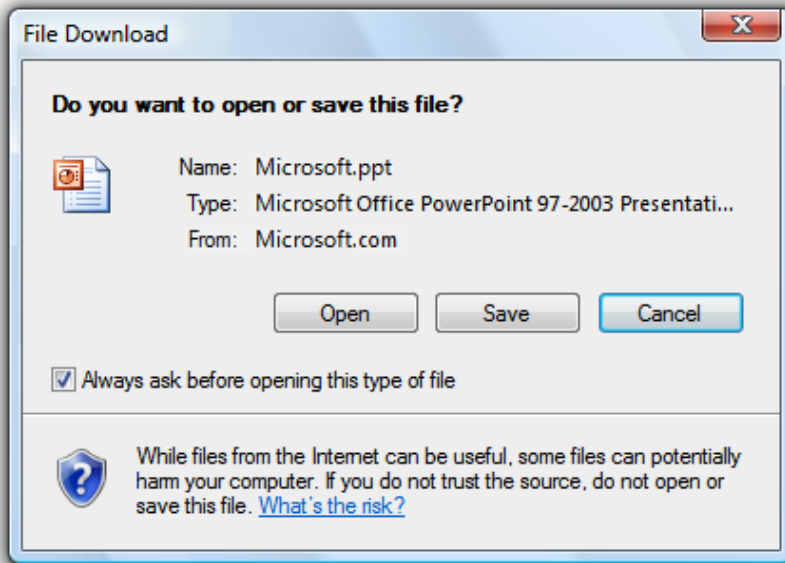 File Download
Do you want to open or save this file?
Name: Microsoft.ppt
Type: Microsoft Office PowerPoint 97-2003 Presentati...
From: Microsoft.com
Open Save Cancel
Always ask before opening this type of file
While files from the Internet can be useful, some files can potentially
harm your computer. If you do not trust the source, do not open or
save this file. What's the risk?